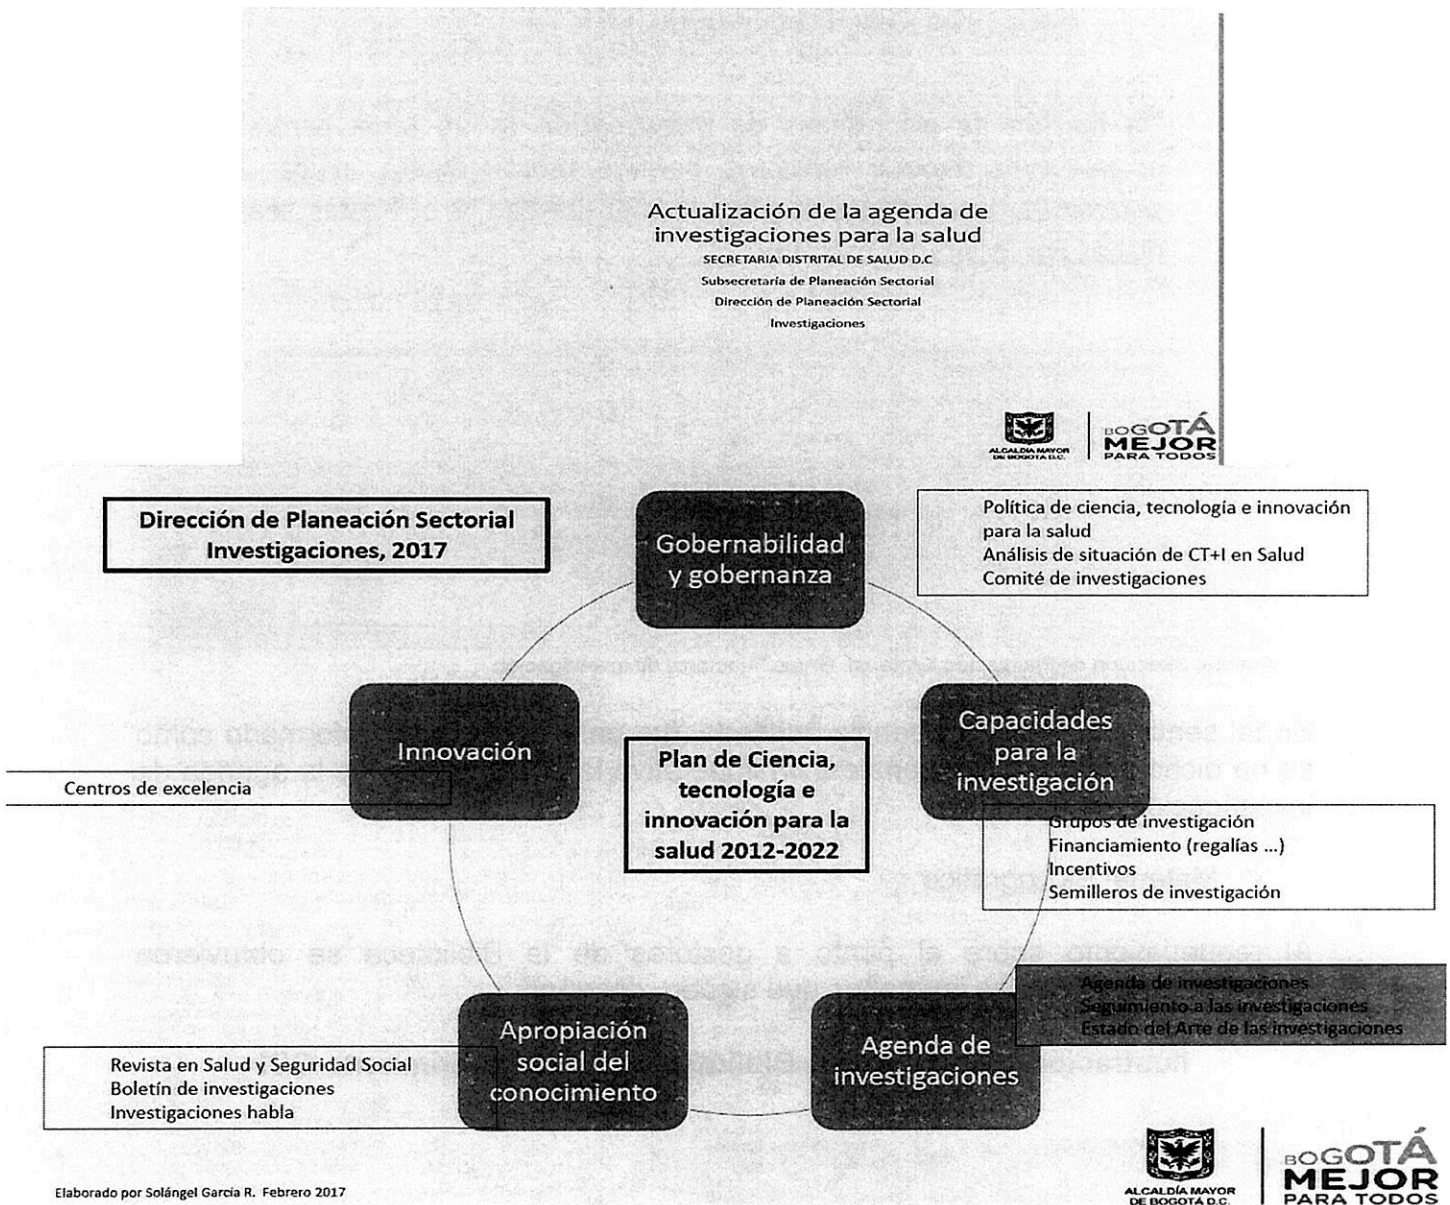 Actualización de la agenda de
investigaciones para la salud
SECRETARIA DISTRITAL DE SALUD D.C
Subsecretaría de Planeación Sectorial
Dirección de Planeación Sectorial
Investigaciones
ALCALDÍA MAYOR
DE BOGOTÁ D.C.
BOGOTÁ
MEJOR
PARA TODOS
Dirección de Planeación Sectorial
Investigaciones, 2017
Gobernabilidad
y gobernanza
Política de ciencia, tecnología e innovación
para la salud
Análisis de situación de CT+I en Salud
Comité de investigaciones
Innovación
Centros de excelencia
Plan de Ciencia,
tecnología e
innovación para la
salud 2012-2022
Capacidades
para la
investigación
Grupos de investigación
Financiamiento (regalías ...)
Incentivos
Semilleros de investigación
Agenda de investigaciones
Seguimiento a las investigaciones
Estado del Arte de las investigaciones
Agenda de
investigaciones
Apropiación
social del
conocimiento
Revista en Salud y Seguridad Social
Boletín de investigaciones
Investigaciones habla
Elaborado por Solángel García R. Febrero 2017
ALCALDÍA MAYOR
DE BOGOTÁ D.C.
BOGOTÁ
MEJOR
PARA TODOS